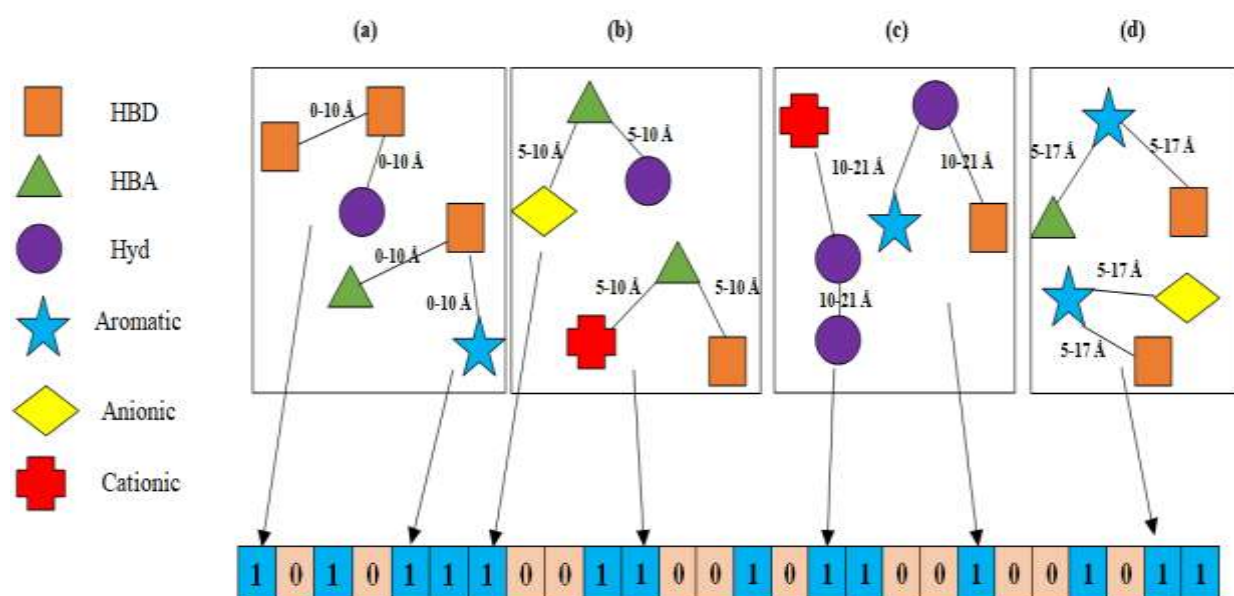 (a) (b) (c) (d)
HBD
HBA
Hyd
Aromatic
Anionic
Cationic
0-10 Å
0-10 Å
0-10 Å
0-10 Å
5-10 Å
5-10 Å
5-10 Å
5-10 Å
10-21 Å
10-21 Å
10-21 Å
5-17 Å
5-17 Å
5-17 Å
5-17 Å
1 0 1 0 1 1 1 0 0 1 1 0 0 1 0 1 1 0 0 1 0 0 1 0 1 1